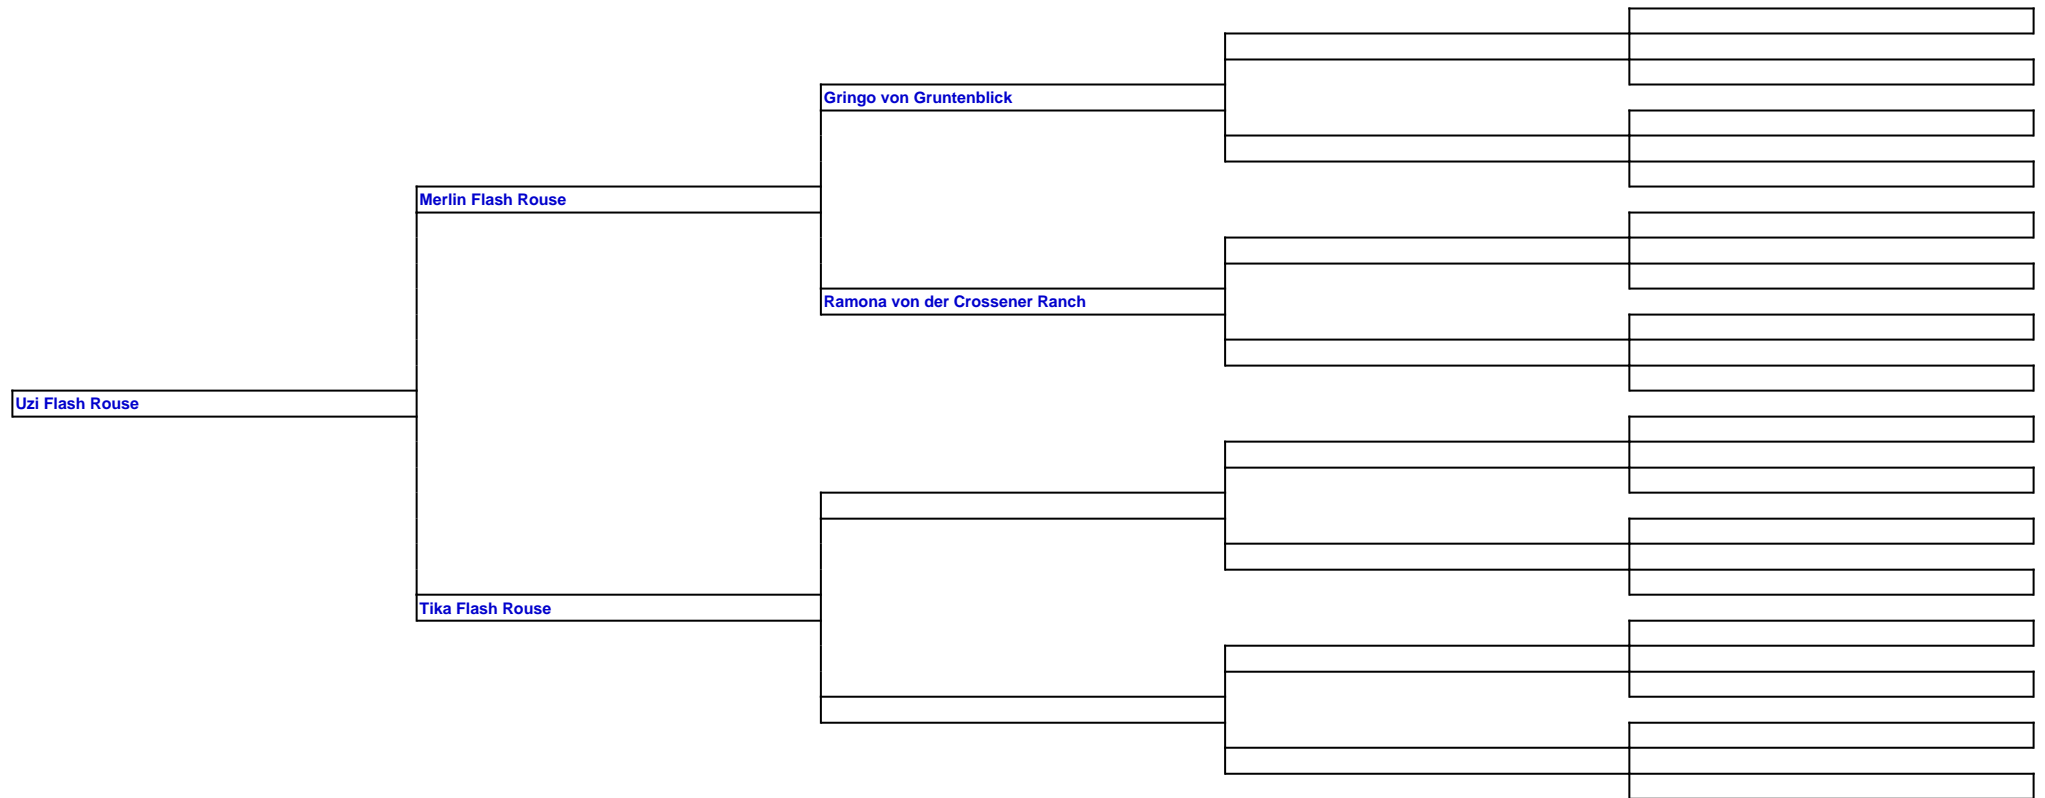 Gringo von Gruntenblick
Merlin Flash Rouse
Ramona von der Crossener Ranch
Uzi Flash Rouse
Tika Flash Rouse